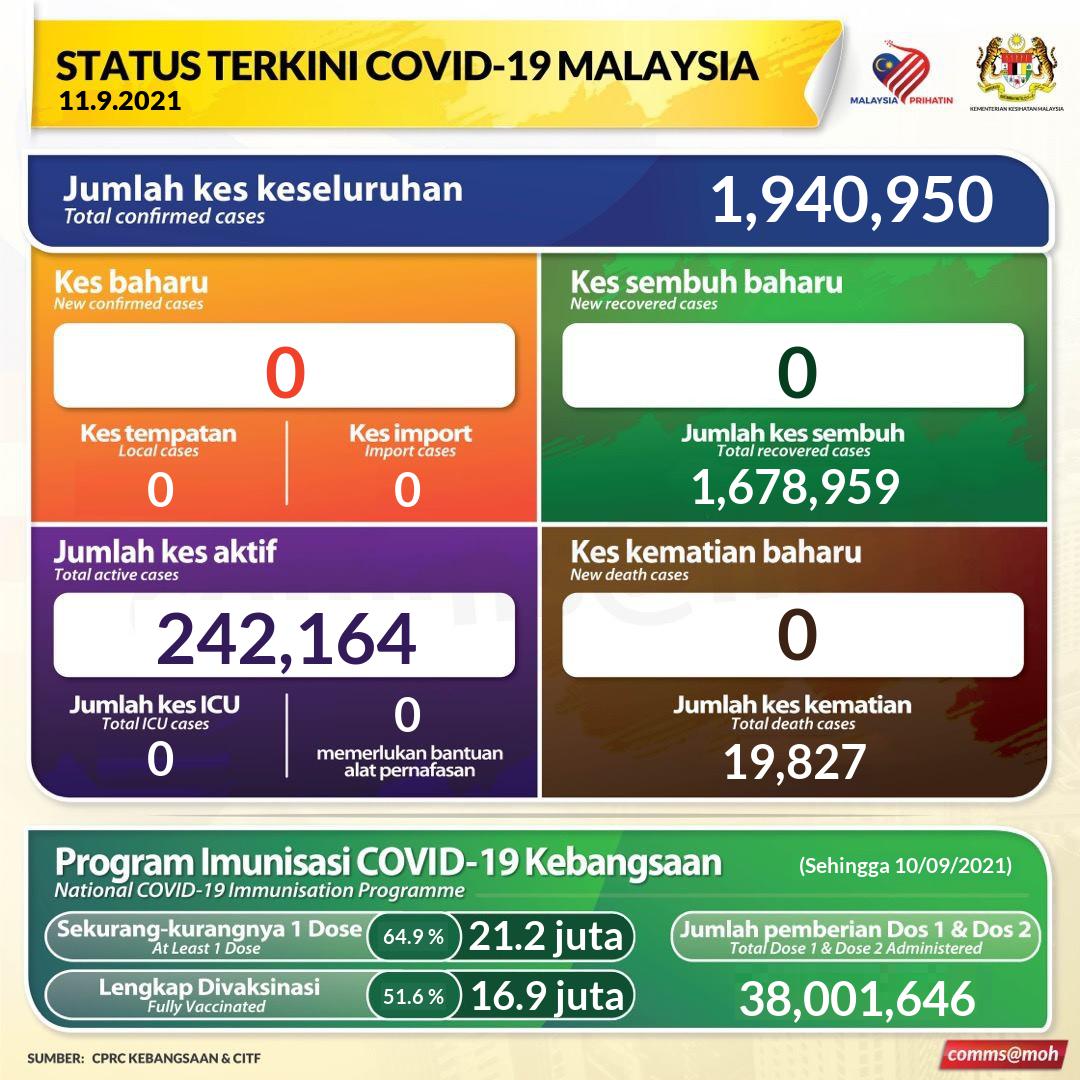 STATUS TERKINI COVID-19 MALAYSIA
11.9.2021
MALAYSIA PRIHATIN
KEMENTERIAN KESIHATAN MALAYSIA
Jumlah kes keseluruhan
Total confirmed cases
1,940,950
Kes baharu
New confirmed cases
0
Kes tempatan
Local cases
0
Kes import
Import cases
0
Kes sembuh baharu
New recovered cases
0
Jumlah kes sembuh
Total recovered cases
1,678,959
Jumlah kes aktif
Total active cases
242,164
Jumlah kes ICU
Total ICU cases
0
0
memerlukan bantuan
alat pernafasan
Kes kematian baharu
New death cases
0
Jumlah kes kematian
Total death cases
19,827
Program Imunisasi COVID-19 Kebangsaan
National COVID-19 Immunisation Programme
(Sehingga 10/09/2021)
Sekurang-kurangnya 1 Dose
At Least 1 Dose
64.9 %
21.2 juta
Lengkap Divaksinasi
Fully Vaccinated
51.6 %
16.9 juta
Jumlah pemberian Dos 1 & Dos 2
Total Dose 1 & Dose 2 Administered
38,001,646
SUMBER: CPRC KEBANGSAAN & CITF
comms@moh